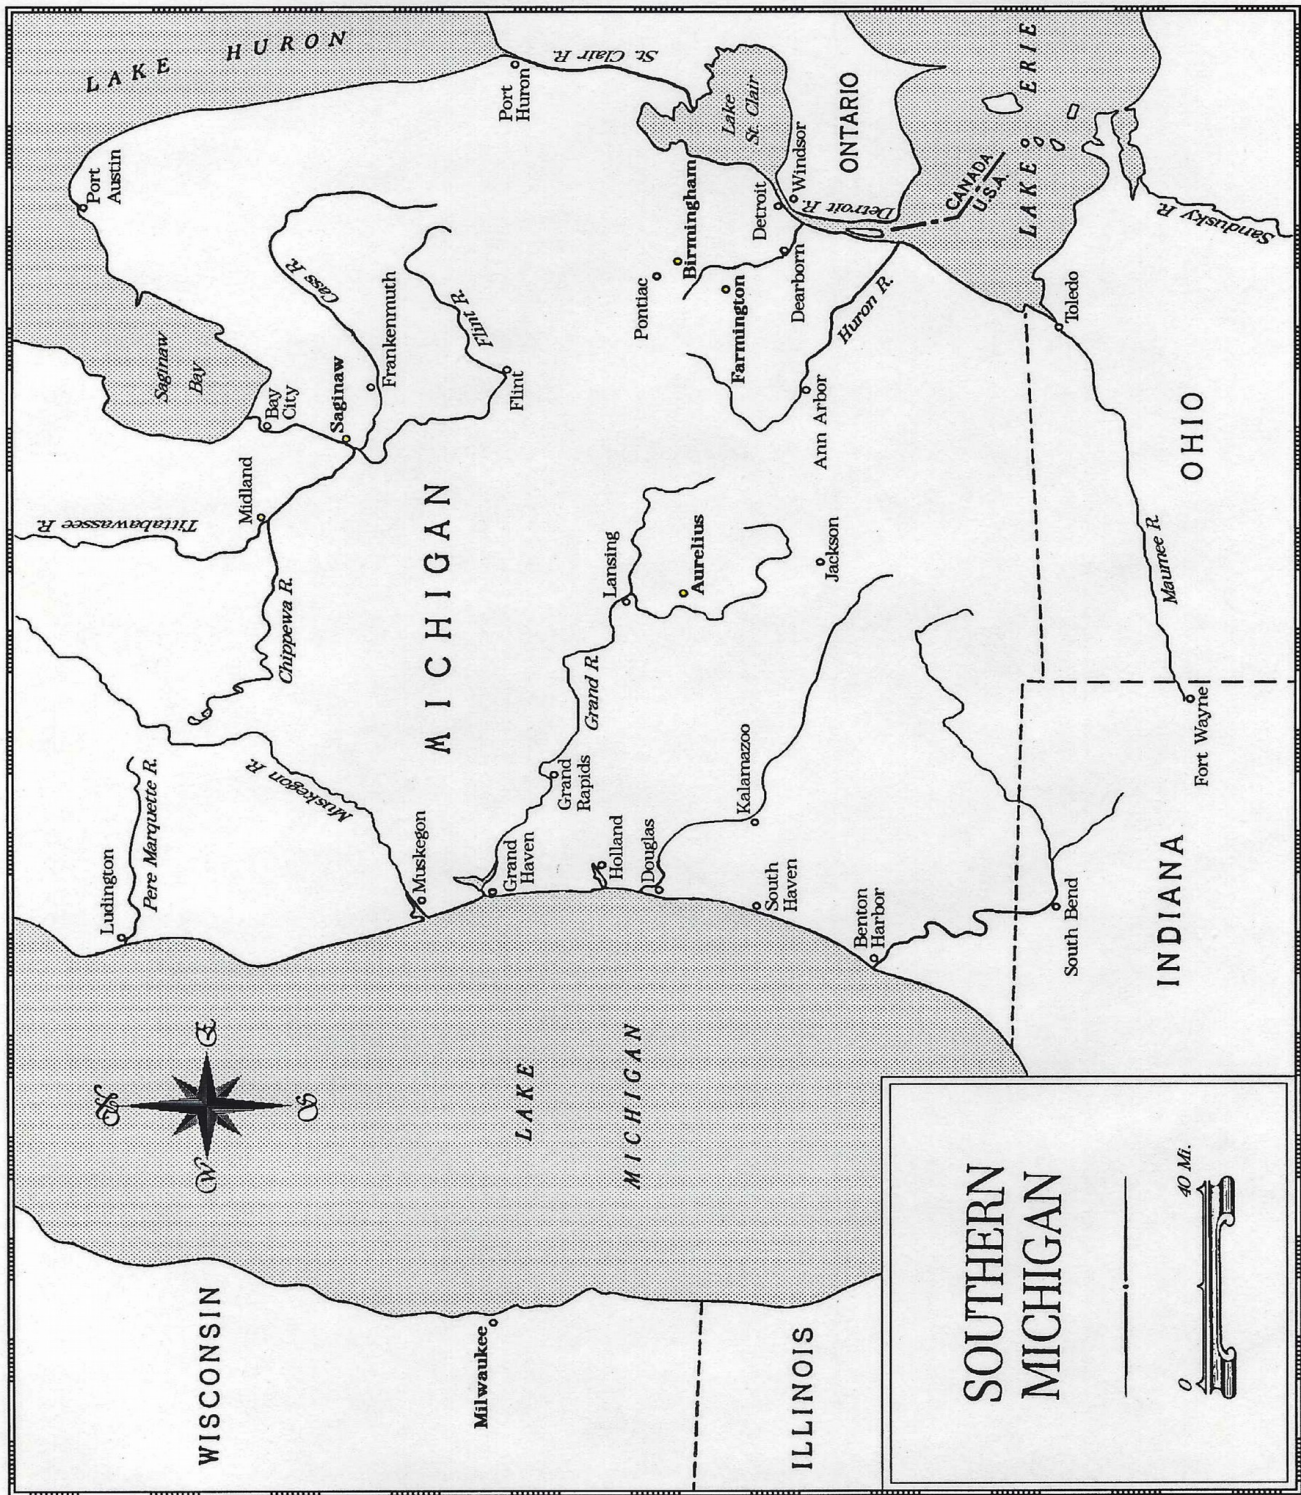 LAKE HURON
Port
Austin
Saginaw
Bay
Bay
City
Saginaw
Cass R.
Frankenmuth
Flint R.
Flint
Port
Huron
St. Clair R.
Lake
St. Clair
ONTARIO
Windsor
Detroit
Detroit R.
Birmingham
Pontiac
Farmington
Dearborn
Huron R.
Ann Arbor
CANADA
U.S.A.
LAKE ERIE
Sandusky R.
Toledo
OHIO
Maumee R.
Fort Wayne
Midland
Tittabawassee R.
Chippewa R.
MICHIGAN
Lansing
Aurelius
Jackson
Grand R.
Grand
Rapids
Muskegon R.
Pere Marquette R.
Ludington
Muskegon
Grand
Haven
Holland
Douglas
Kalamazoo
South
Haven
Benton
Harbor
South Bend
INDIANA
N
W
E
S
LAKE
MICHIGAN
WISCONSIN
Milwaukee
ILLINOIS
SOUTHERN
MICHIGAN
0 40 Mi.